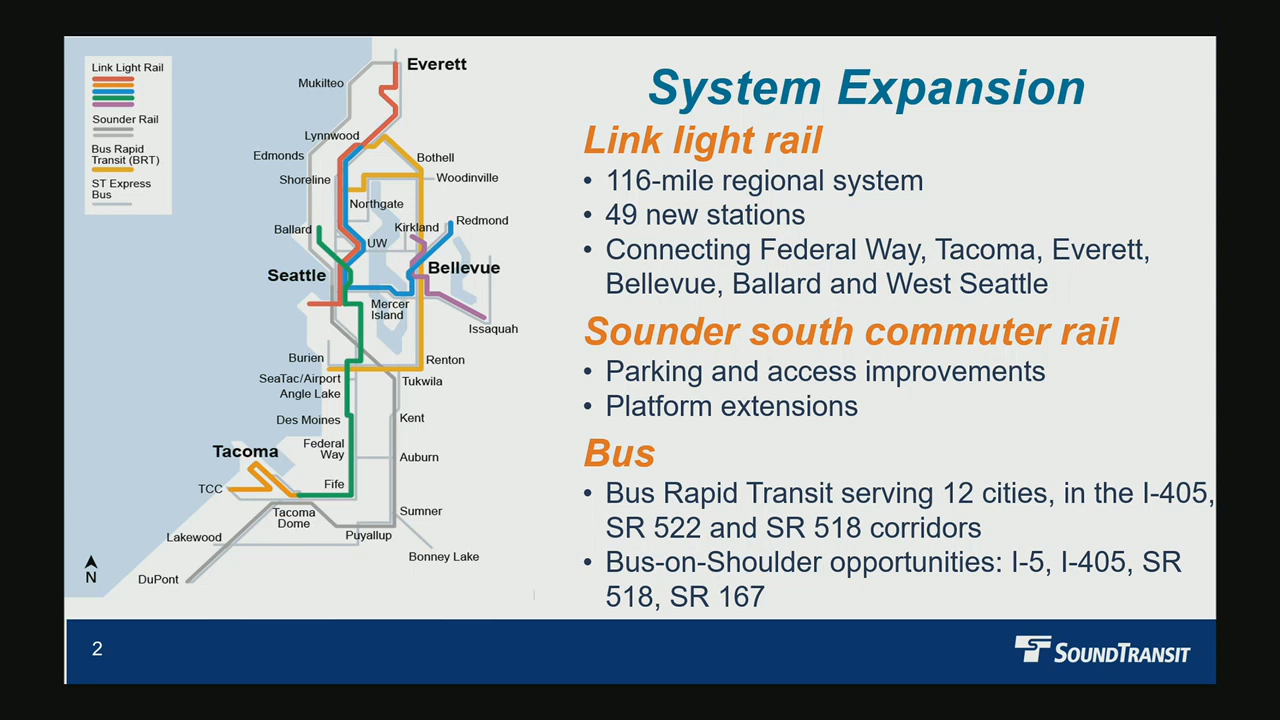 Link Light Rail
Sounder Rail
Bus Rapid
Transit (BRT)
ST Express
Bus
Everett
Mukilteo
Lynnwood
Edmonds
Bothell
Shoreline
Woodinville
Northgate
Ballard
Kirkland
Redmond
UW
Seattle
Bellevue
Mercer
Island
Issaquah
Burien
Renton
SeaTac/Airport
Tukwila
Angle Lake
Des Moines
Kent
Federal
Way
Tacoma
Auburn
TCC
Fife
Tacoma
Dome
Sumner
Lakewood
Puyallup
Bonney Lake
DuPont
N
System Expansion
Link light rail
• 116-mile regional system
• 49 new stations
• Connecting Federal Way, Tacoma, Everett,
Bellevue, Ballard and West Seattle
Sounder south commuter rail
• Parking and access improvements
• Platform extensions
Bus
• Bus Rapid Transit serving 12 cities, in the I-405,
SR 522 and SR 518 corridors
• Bus-on-Shoulder opportunities: I-5, I-405, SR
518, SR 167
2
SOUNDTRANSIT